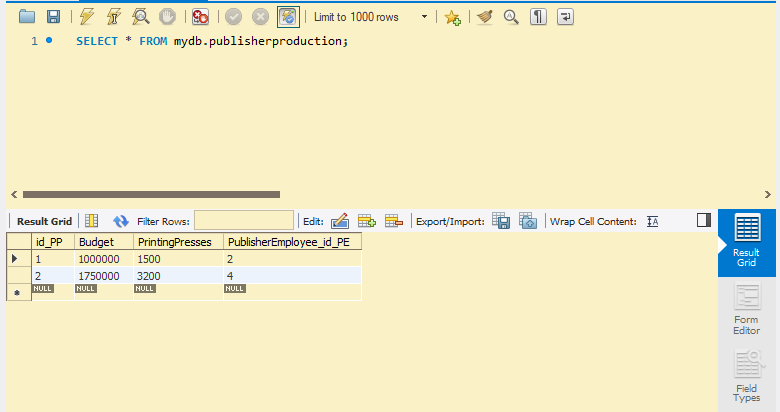 Limit to 1000 rows
1 SELECT * FROM mydb.publisherproduction;
Result Grid Filter Rows: Edit: Export/Import: Wrap Cell Content:
id_PP Budget PrintingPresses PublisherEmployee_id_PE
1 1000000 1500 2
2 1750000 3200 4
NULL NULL NULL NULL
Result
Grid
Form
Editor
Field
Types